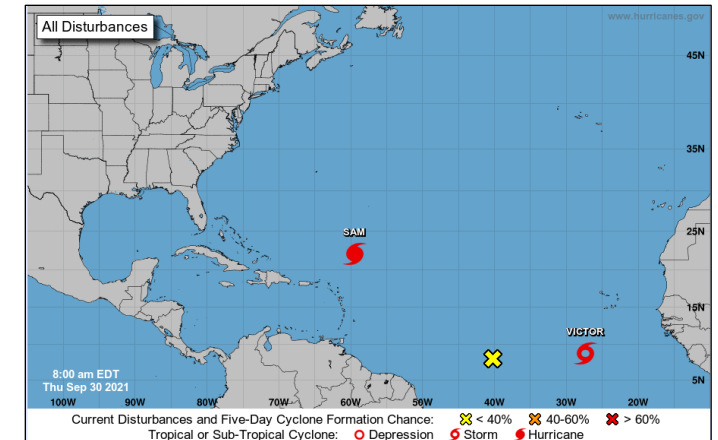 www.hurricanes.gov
All Disturbances
45N
35N
SAM
25N
15N
VICTOR
8:00 am EDT
Thu Sep 30 2021
5N
100W 90W 80W 70W 60W 50W 40W 30W 20W
Current Disturbances and Five-Day Cyclone Formation Chance: < 40% 40-60% > 60%
Tropical or Sub-Tropical Cyclone: Depression Storm Hurricane